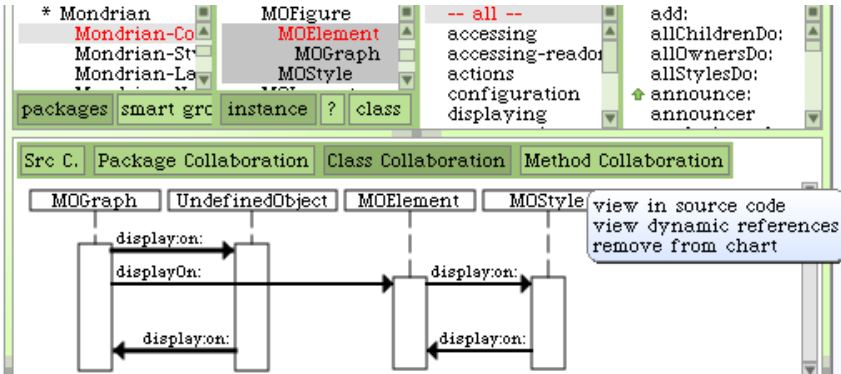 * Mondrian
Mondrian-Co
Mondrian-St
Mondrian-La
packages
smart grc
MOFigure
MOElement
MOGraph
MOStyle
instance
?
class
-- all --
accessing
accessing-reado
actions
configuration
displaying
add:
allChildrenDo:
allOwnersDo:
allStylesDo:
announce:
announcer
Src C.
Package Collaboration
Class Collaboration
Method Collaboration
MOGraph
UndefinedObject
MOElement
MOStyle
view in source code
view dynamic references
remove from chart
display:on:
displayOn:
display:on:
display:on:
display:on: